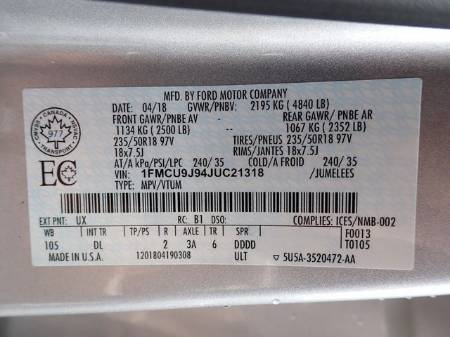 MFD. BY FORD MOTOR COMPANY
DATE: 04/18 GVWR/PNBV: 2195 KG ( 4840 LB)
FRONT GAWR/PNBE AV REAR GAWR/ PNBE AR
1134 KG ( 2500 LB) 1067 KG ( 2352 LB)
235/50R18 97V TIRES/PNEUS 235/50R18 97V
18x7.5J RIMS/JANTES 18x7.5J
AT/A kPa/PSI/LPC 240/ 35 COLD/A FROID 240/ 35
VIN: 1FMCU9J94JUC21318 /JUMELEES
TYPE: MPV/VTUM
CANADA
977
TRANSPORT
EC
EXT PNT: UX RC: B1 DSO: COMPLIES: ICES/NMB-002
WB INT TR TP/PS R AXLE TR SPR F0013
105 DL 2 3A 6 DDDD T0105
MADE IN U.S.A. 1201804190308 ULT 5U5A-3520472-AA